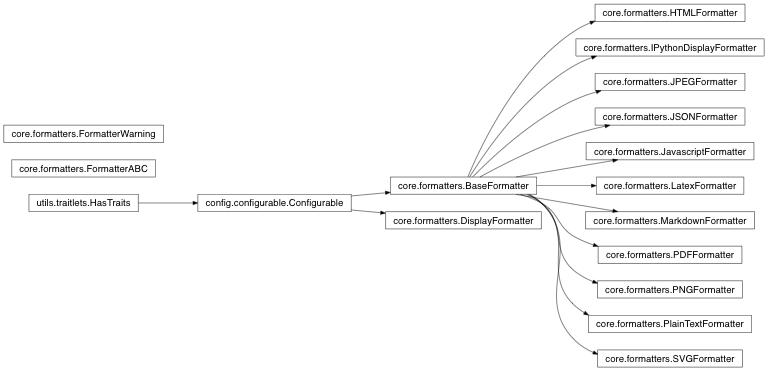 core.formatters.HTMLFormatter
core.formatters.IPythonDisplayFormatter
core.formatters.JPEGFormatter
core.formatters.JSONFormatter
core.formatters.FormatterWarning
core.formatters.JavascriptFormatter
core.formatters.FormatterABC
core.formatters.BaseFormatter
core.formatters.LatexFormatter
utils.traitlets.HasTraits
config.configurable.Configurable
core.formatters.DisplayFormatter
core.formatters.MarkdownFormatter
core.formatters.PDFFormatter
core.formatters.PNGFormatter
core.formatters.PlainTextFormatter
core.formatters.SVGFormatter